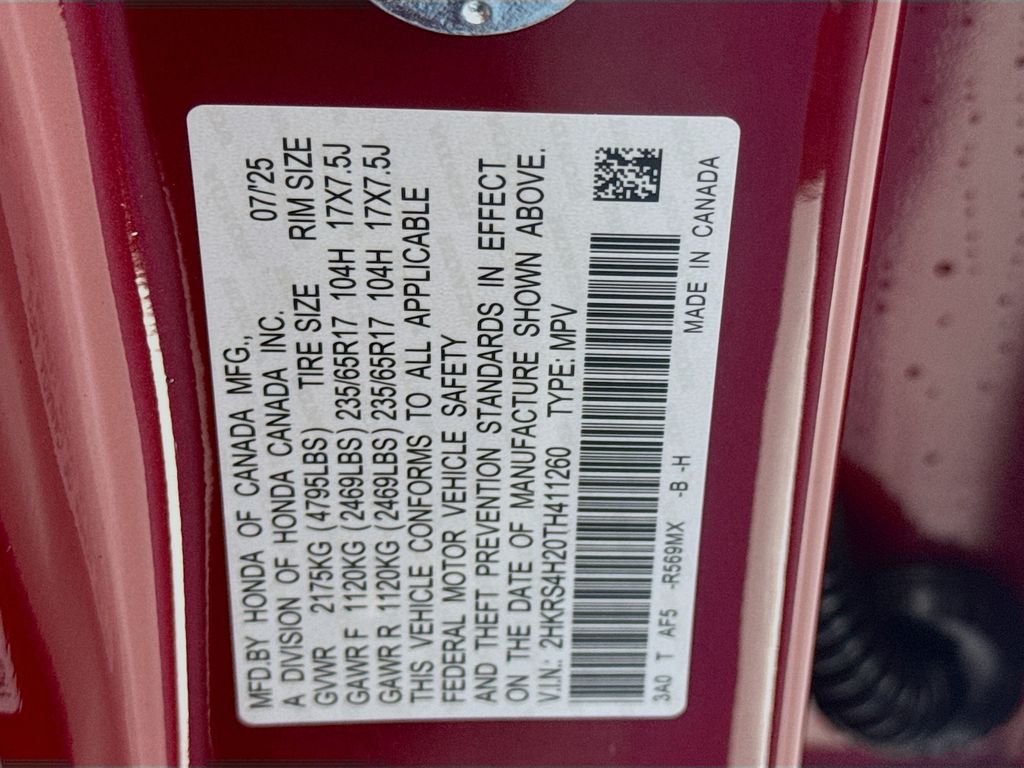 MFD.BY HONDA OF CANADA MFG., 07/'25
A DIVISION OF HONDA CANADA INC.
GVWR 2175KG (4795LBS) TIRE SIZE RIM SIZE
GAWR F 1120KG (2469LBS) 235/65R17 104H 17X7.5J
GAWR R 1120KG (2469LBS) 235/65R17 104H 17X7.5J
THIS VEHICLE CONFORMS TO ALL APPLICABLE
FEDERAL MOTOR VEHICLE SAFETY
AND THEFT PREVENTION STANDARDS IN EFFECT
ON THE DATE OF MANUFACTURE SHOWN ABOVE.
V.I.N.: 2HKRS4H20TH411260 TYPE: MPV
3A0 T AF5 -R569MX -B -H MADE IN CANADA